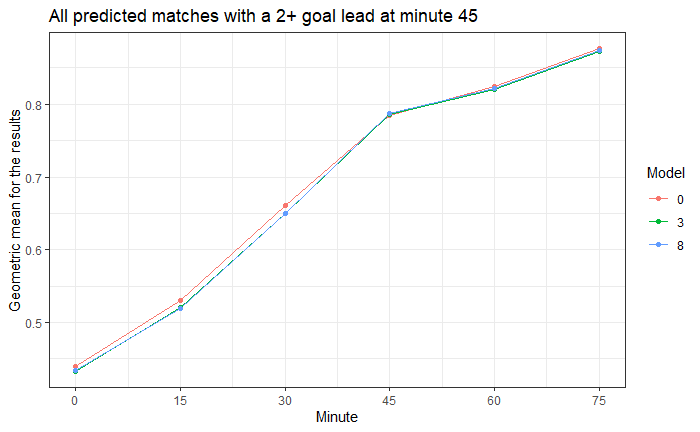 All predicted matches with a 2+ goal lead at minute 45
Geometric mean for the results
0.8
0.7
0.6
0.5
0 15 30 45 60 75
Minute
Model
0
3
8